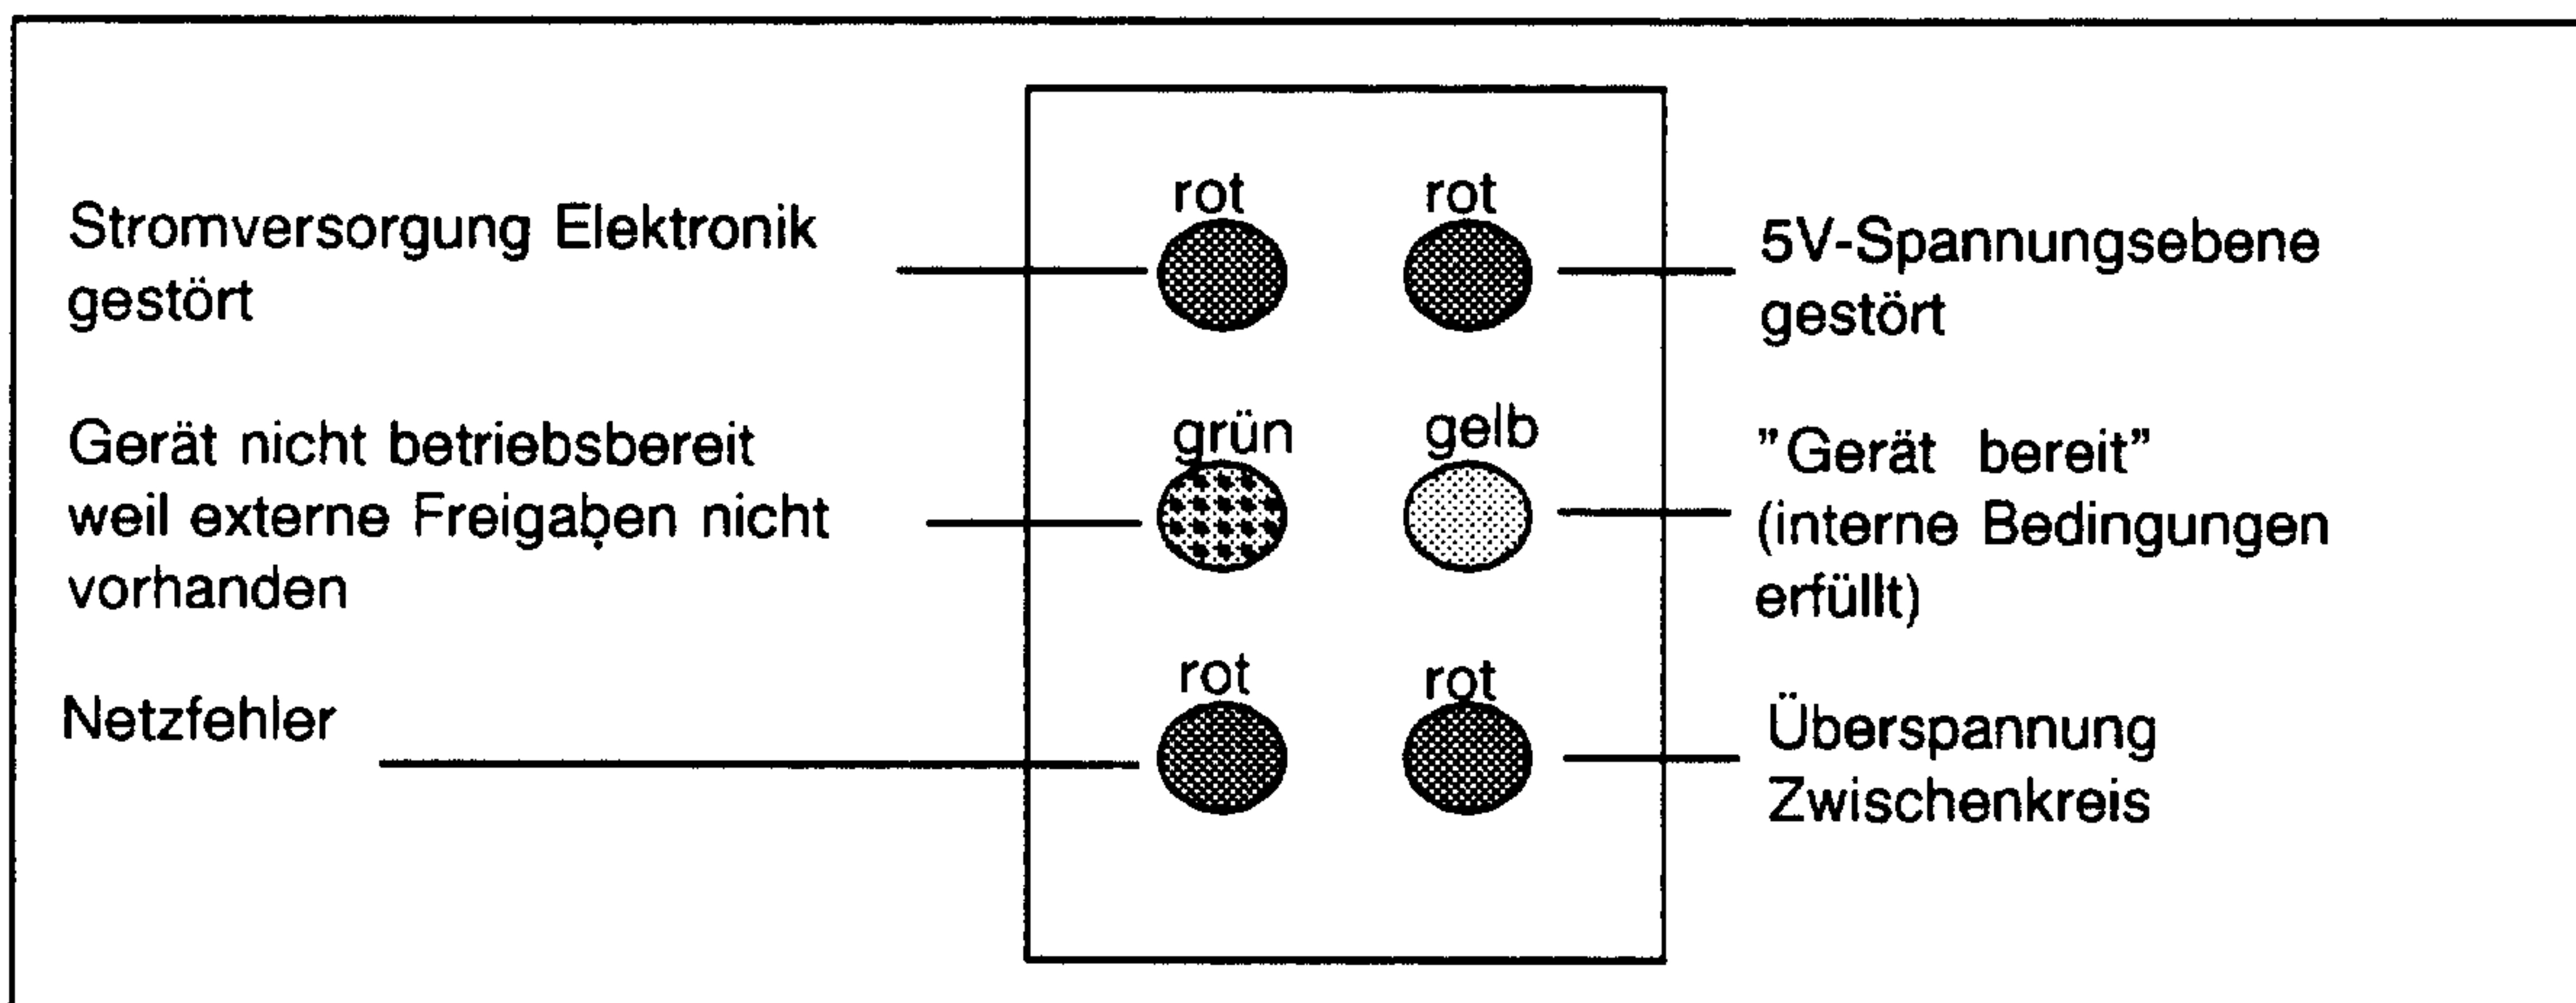 rot rot
Stromversorgung Elektronik
gestört
5V-Spannungsebene
gestört
grün gelb
Gerät nicht betriebsbereit
weil externe Freigaben nicht
vorhanden
"Gerät bereit"
(interne Bedingungen
erfüllt)
rot rot
Netzfehler
Überspannung
Zwischenkreis